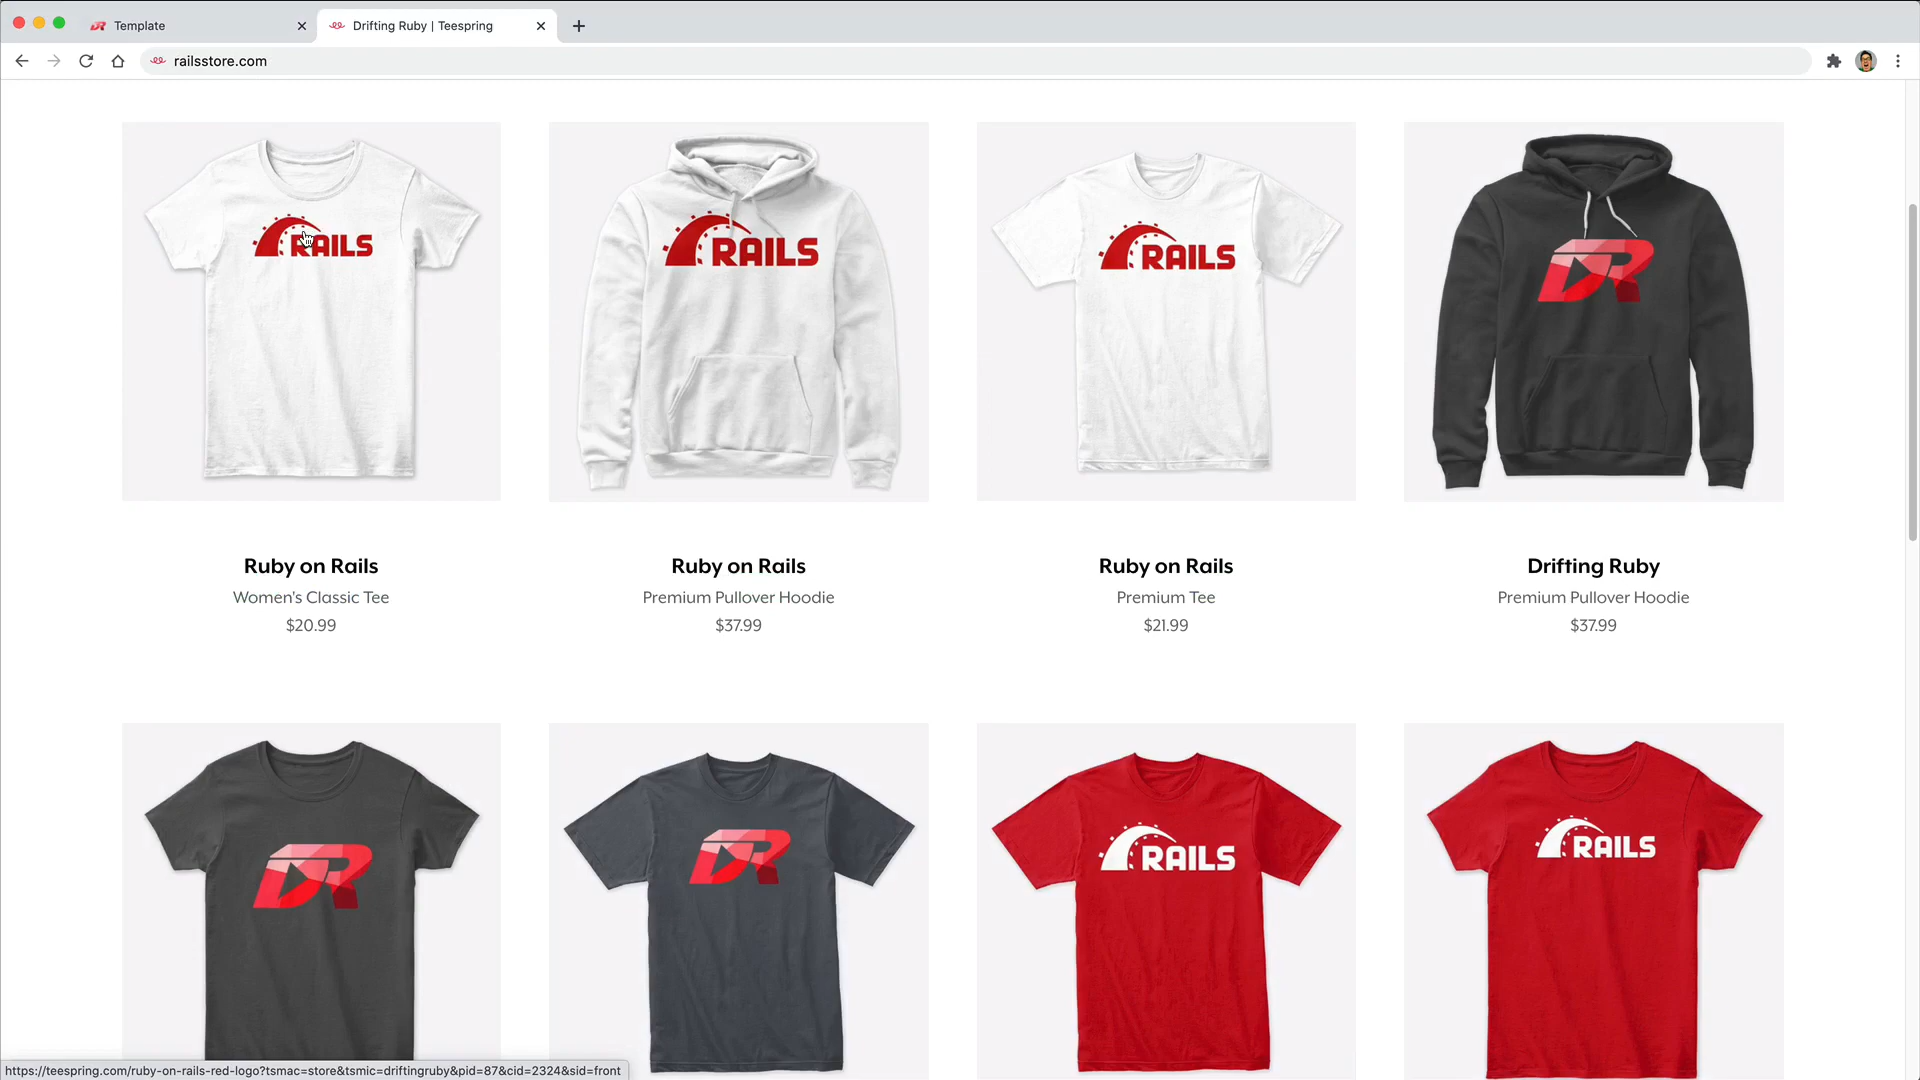 Template
Drifting Ruby | Teespring
railsstore.com
RAILS
RAILS
RAILS
DR
Ruby on Rails
Women's Classic Tee
$20.99
Ruby on Rails
Premium Pullover Hoodie
$37.99
Ruby on Rails
Premium Tee
$21.99
Drifting Ruby
Premium Pullover Hoodie
$37.99
DR
DR
RAILS
RAILS
https://teespring.com/ruby-on-rails-red-logo?tsmac=store&tsmic=driftingruby&pid=87&cid=2324&sid=front